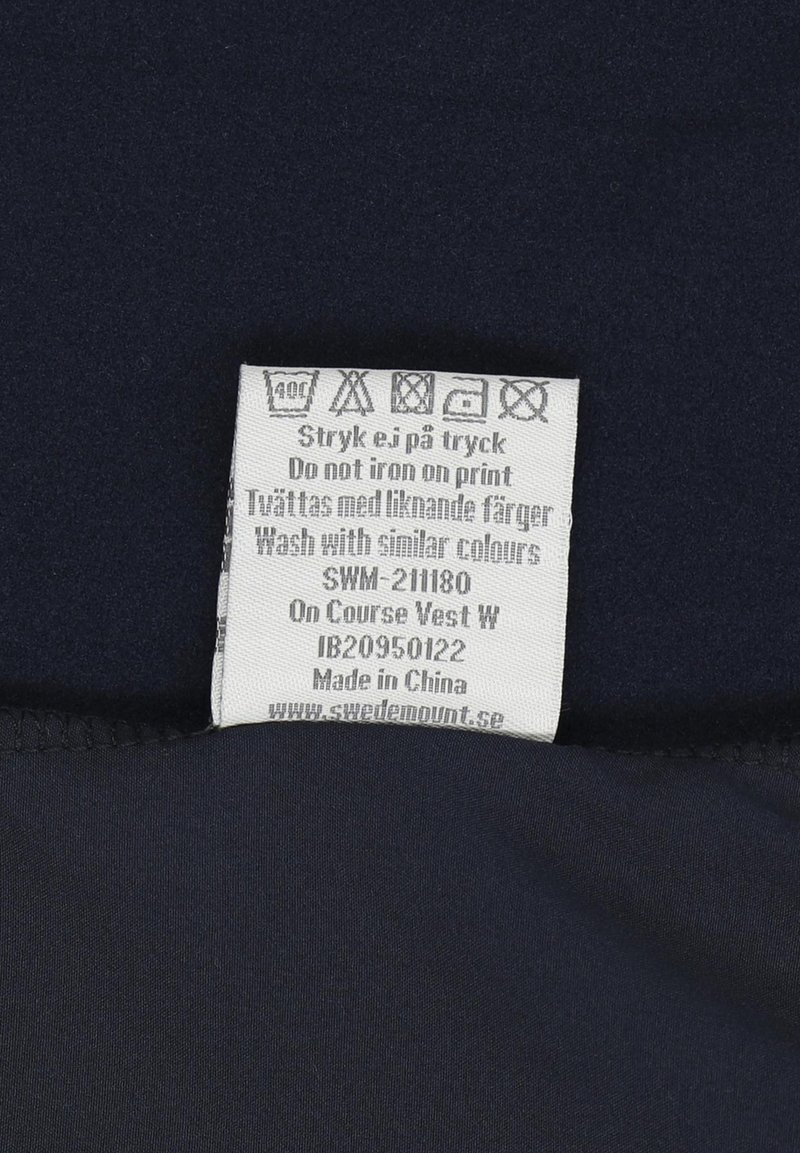 40C
Stryk ej på tryck
Do not iron on print
Tvättas med liknande färger
Wash with similar colours
SWM-211180
On Course Vest W
IB20950122
Made in China
www.swedemount.se